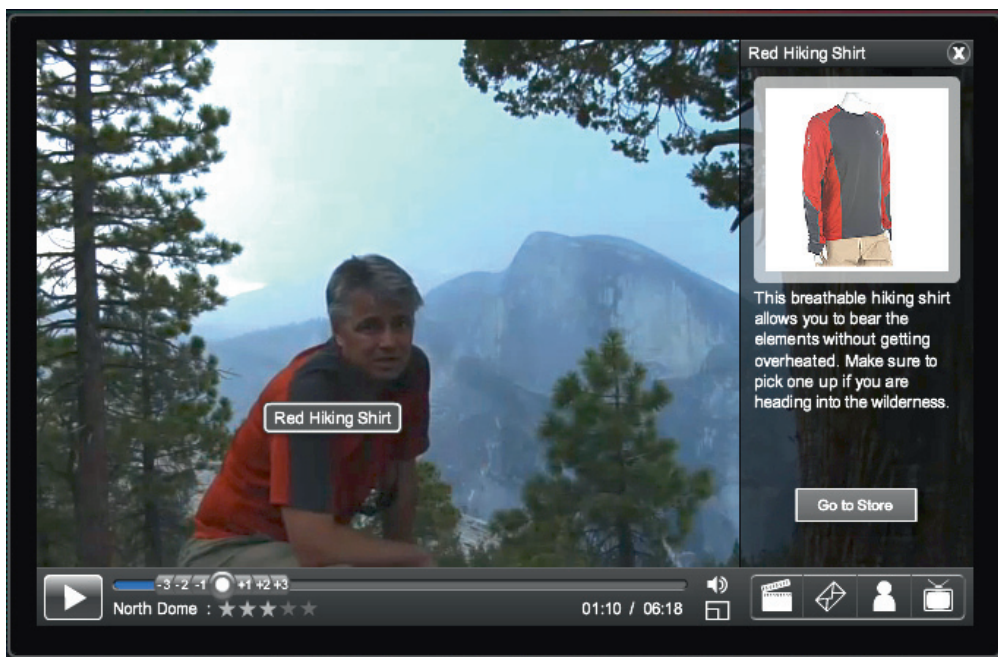 Red Hiking Shirt
X
This breathable hiking shirt
allows you to bear the
elements without getting
overheated. Make sure to
pick one up if you are
heading into the wilderness.
Go to Store
Red Hiking Shirt
-3 -2 -1 +1 +2 +3
North Dome : ★★★★★
01:10 / 06:18